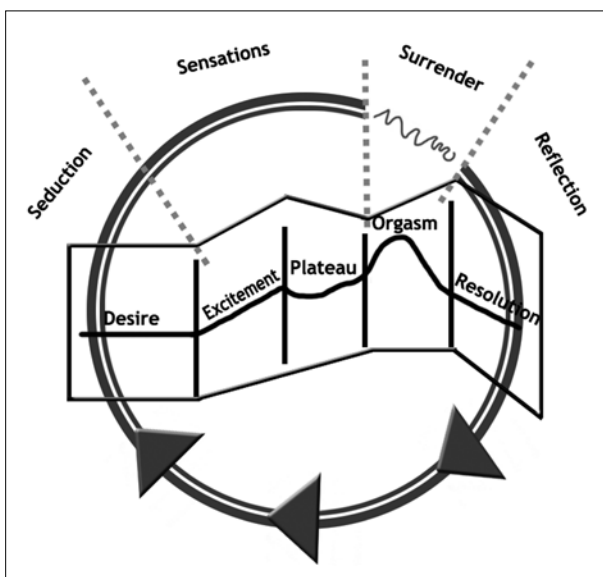 Sensations
Surrender
Seduction
Reflection
Orgasm
Plateau
Excitement
Resolution
Desire